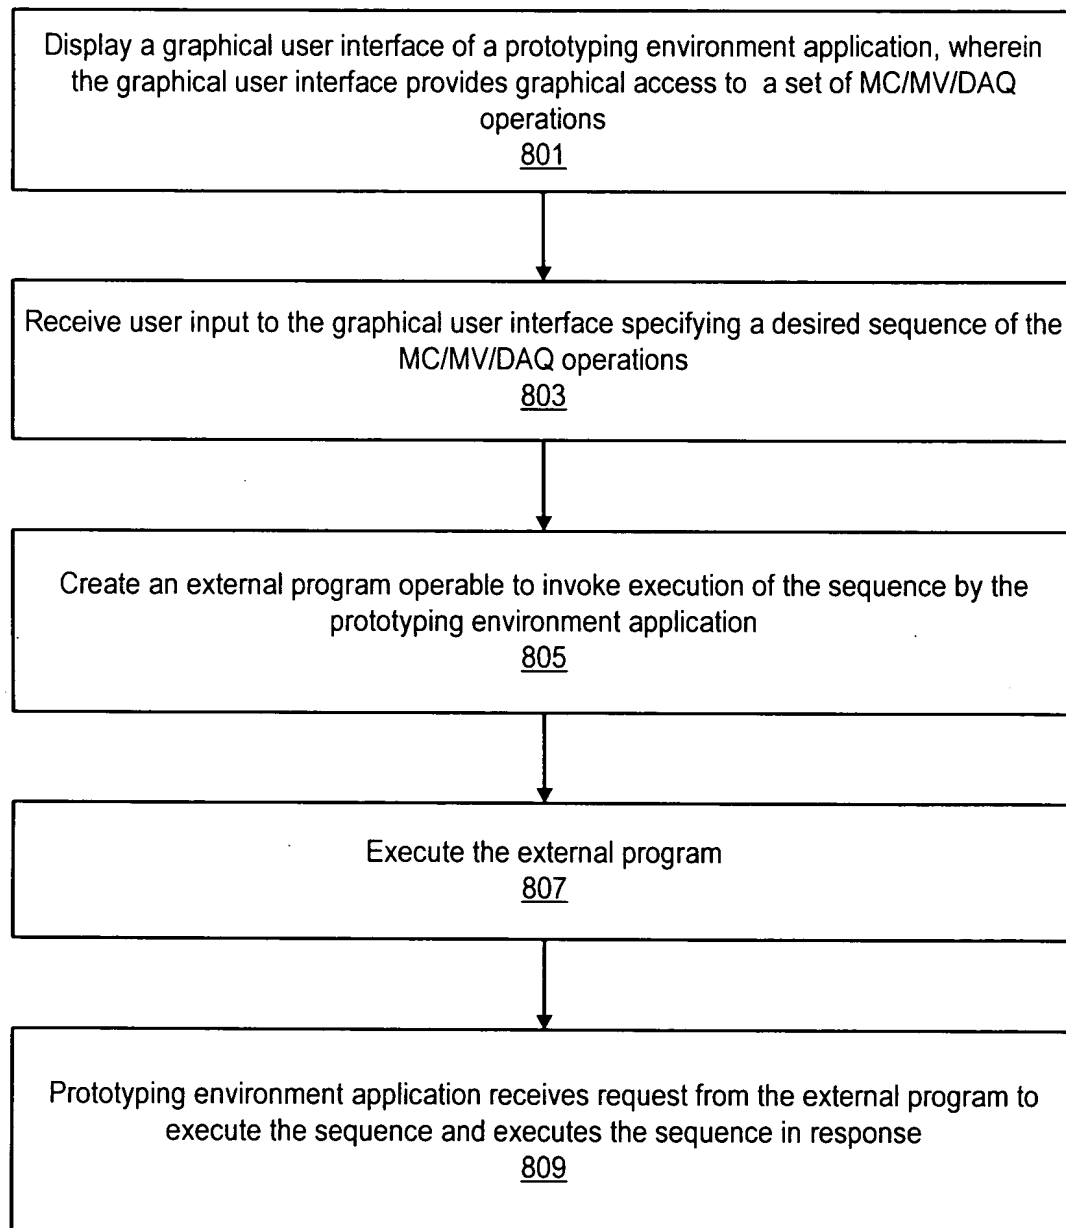 Display a graphical user interface of a prototyping environment application, wherein
the graphical user interface provides graphical access to a set of MC/MV/DAQ
operations
801
Receive user input to the graphical user interface specifying a desired sequence of the
MC/MV/DAQ operations
803
Create an external program operable to invoke execution of the sequence by the
prototyping environment application
805
Execute the external program
807
Prototyping environment application receives request from the external program to
execute the sequence and executes the sequence in response
809